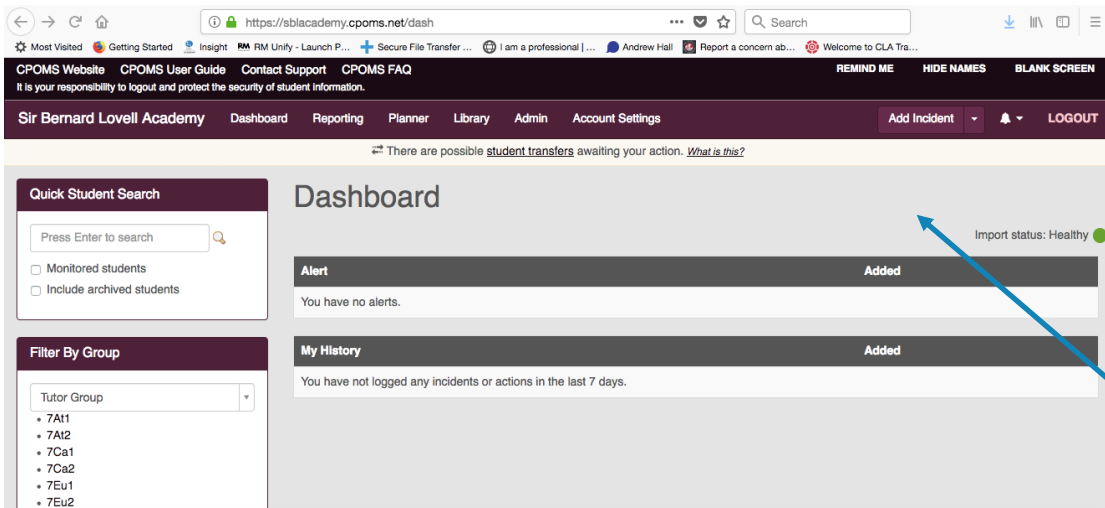 https://sblacademy.cpoms.net/dash
Search
Most Visited Getting Started Insight RM RM Unify - Launch P... Secure File Transfer ... I am a professional | ... Andrew Hall Report a concern ab... Welcome to CLA Tra...
CPOMS Website CPOMS User Guide Contact Support CPOMS FAQ REMIND ME HIDE NAMES BLANK SCREEN
It is your responsibility to logout and protect the security of student information.
Sir Bernard Lovell Academy Dashboard Reporting Planner Library Admin Account Settings Add Incident LOGOUT
There are possible student transfers awaiting your action. What is this?
Quick Student Search
Dashboard
Press Enter to search
Import status: Healthy
Monitored students
Include archived students
Alert Added
You have no alerts.
Filter By Group
My History Added
You have not logged any incidents or actions in the last 7 days.
Tutor Group
7At1
7At2
7Ca1
7Ca2
7Eu1
7Eu2